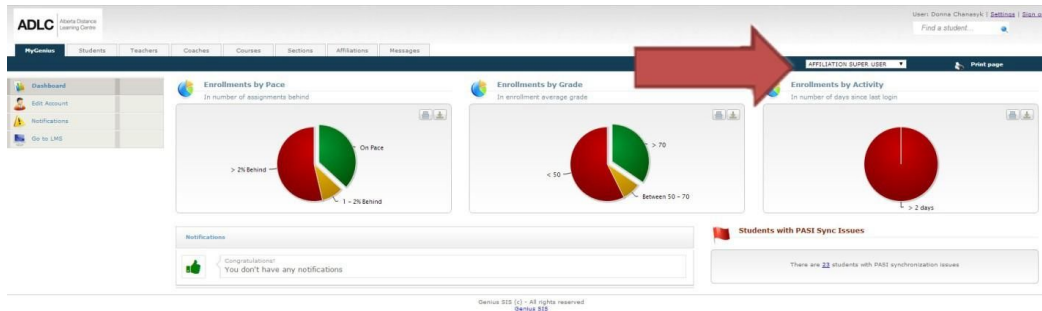 User: Donna Chanasyk | Settings | Sign o
ADLC Alberta Distance Learning Centre
Find a student...
MyGenius Students Teachers Coaches Courses Sections Affiliations Messages
AFFILIATION SUPER USER Print page
Dashboard
Edit Account
Notifications
Go to LMS
Enrollments by Pace
In number of assignments behind
On Pace
> 2% Behind
1 - 2% Behind
Enrollments by Grade
In enrollment average grade
> 70
< 50
Between 50 - 70
Enrollments by Activity
In number of days since last login
> 2 days
Notifications
Congratulations!
You don't have any notifications
Students with PASI Sync Issues
There are 23 students with PASI synchronization issues
Genius SIS (c) - All rights reserved
Genius SIS